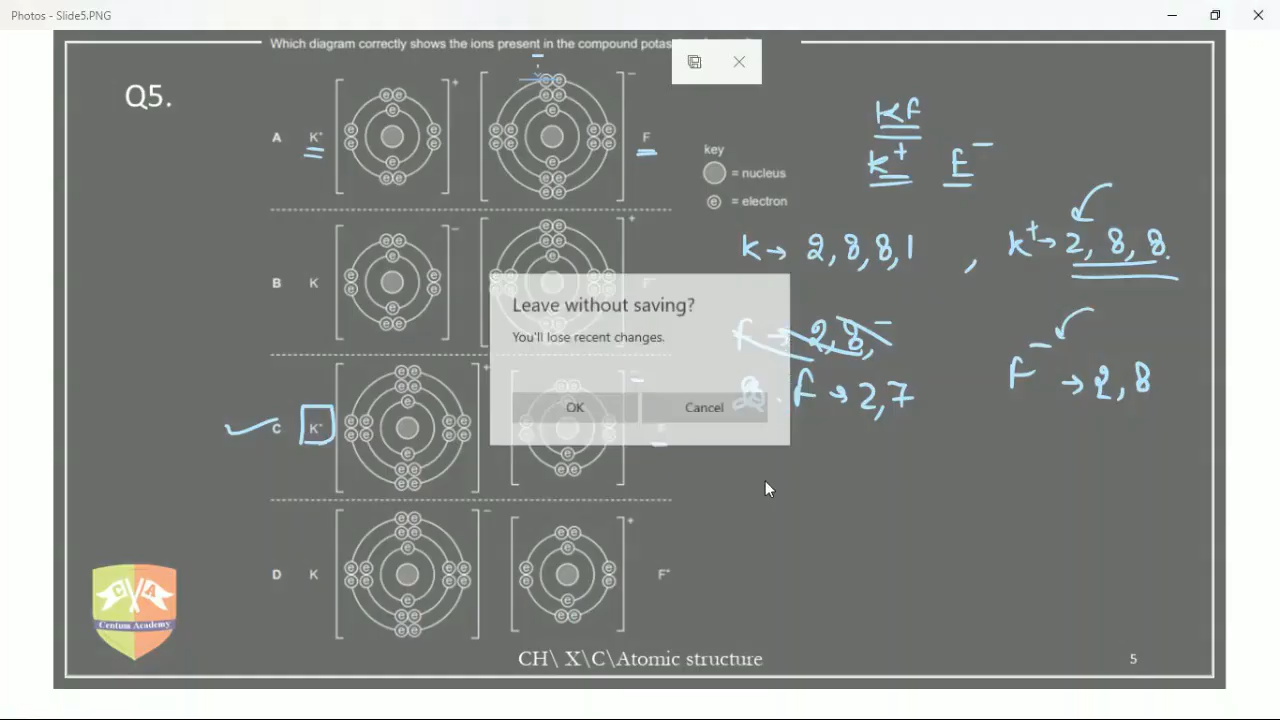 Photos - Slide5.PNG
Which diagram correctly shows the ions present in the compound
Q5.
A K⁺ + − F
key
= nucleus
e = electron
B K − + F⁻
C K⁺ +
D K⁻ − + F⁺
KF
K⁺ F⁻
K → 2, 8, 8, 1 , K⁺ → 2, 8, 8.
F → 2, 8,
F → 2, 7
F⁻ → 2, 8
Leave without saving?
You'll lose recent changes.
OK Cancel
C A
Centum Academy
CH\ X\C\Atomic structure
5